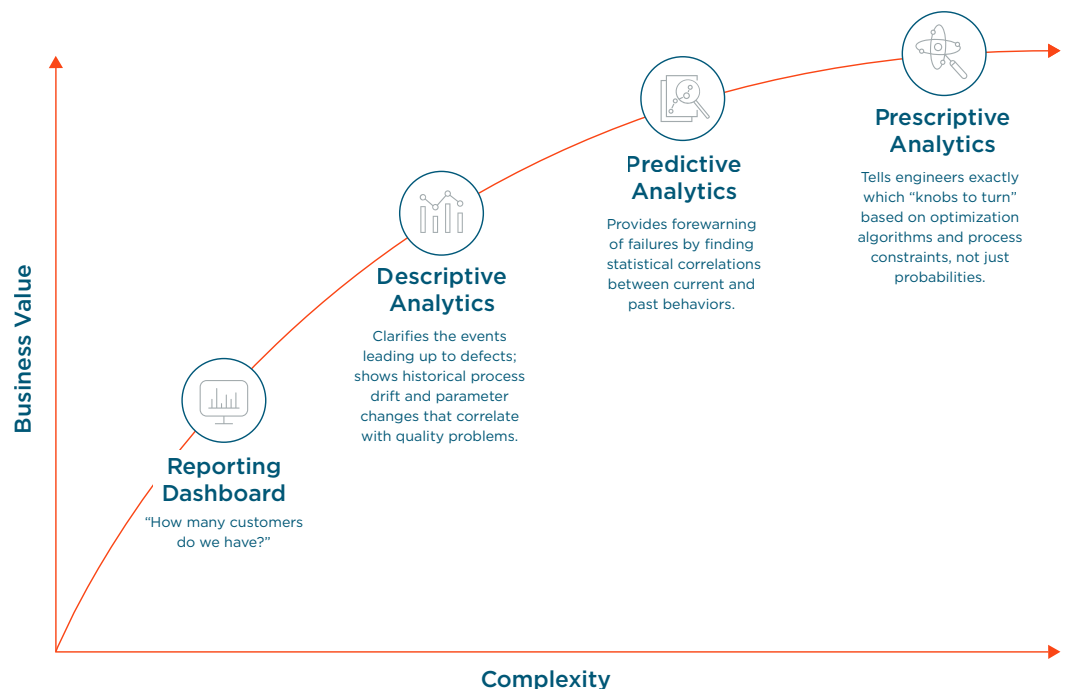 Business Value
Reporting
Dashboard
“How many customers
do we have?”
Descriptive
Analytics
Clarifies the events
leading up to defects;
shows historical process
drift and parameter
changes that correlate
with quality problems.
Predictive
Analytics
Provides forewarning
of failures by finding
statistical correlations
between current and
past behaviors.
Prescriptive
Analytics
Tells engineers exactly
which “knobs to turn”
based on optimization
algorithms and process
constraints, not just
probabilities.
Complexity